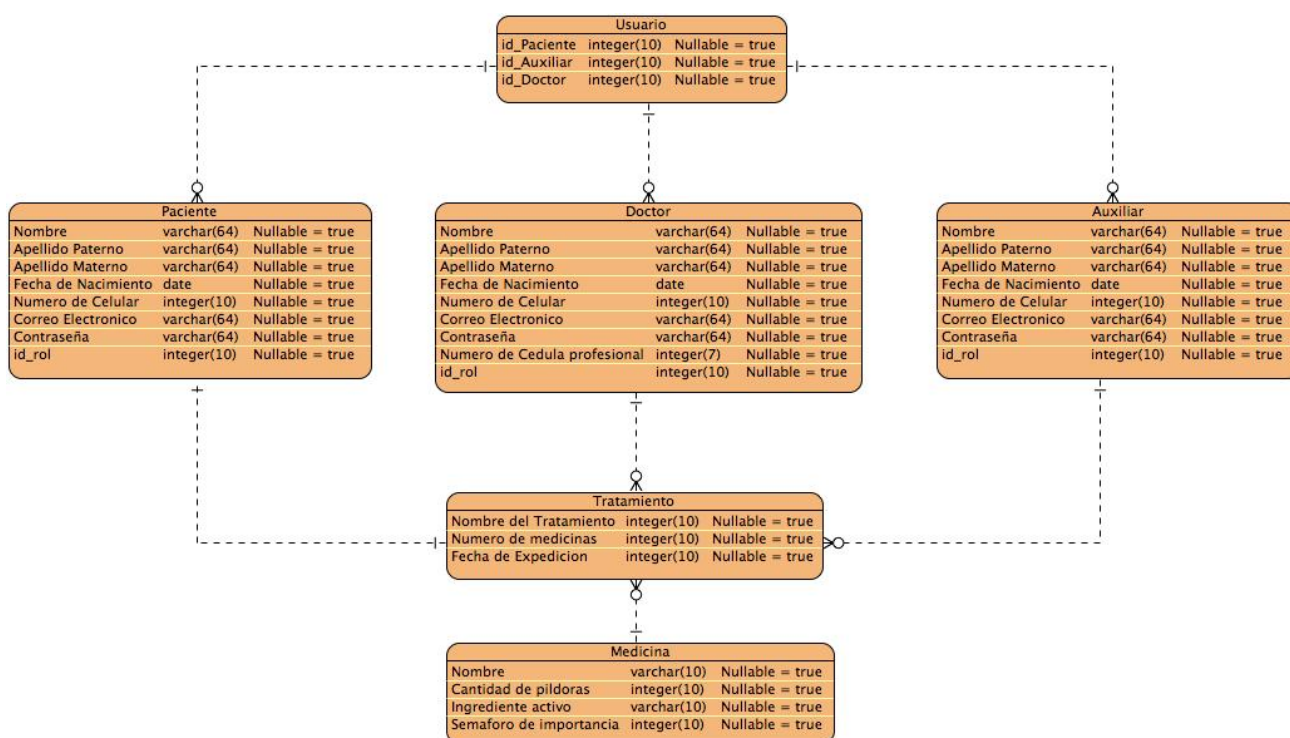 Usuario
id_Paciente integer(10) Nullable = true
id_Auxiliar integer(10) Nullable = true
id_Doctor integer(10) Nullable = true
Paciente
Nombre varchar(64) Nullable = true
Apellido Paterno varchar(64) Nullable = true
Apellido Materno varchar(64) Nullable = true
Fecha de Nacimiento date Nullable = true
Numero de Celular integer(10) Nullable = true
Correo Electronico varchar(64) Nullable = true
Contraseña varchar(64) Nullable = true
id_rol integer(10) Nullable = true
Doctor
Nombre varchar(64) Nullable = true
Apellido Paterno varchar(64) Nullable = true
Apellido Materno varchar(64) Nullable = true
Fecha de Nacimiento date Nullable = true
Numero de Celular integer(10) Nullable = true
Correo Electronico varchar(64) Nullable = true
Contraseña varchar(64) Nullable = true
Numero de Cedula profesional integer(7) Nullable = true
id_rol integer(10) Nullable = true
Auxiliar
Nombre varchar(64) Nullable = true
Apellido Paterno varchar(64) Nullable = true
Apellido Materno varchar(64) Nullable = true
Fecha de Nacimiento date Nullable = true
Numero de Celular integer(10) Nullable = true
Correo Electronico varchar(64) Nullable = true
Contraseña varchar(64) Nullable = true
id_rol integer(10) Nullable = true
Tratamiento
Nombre del Tratamiento integer(10) Nullable = true
Numero de medicinas integer(10) Nullable = true
Fecha de Expedicion integer(10) Nullable = true
Medicina
Nombre varchar(10) Nullable = true
Cantidad de pildoras integer(10) Nullable = true
Ingrediente activo varchar(10) Nullable = true
Semaforo de importancia integer(10) Nullable = true